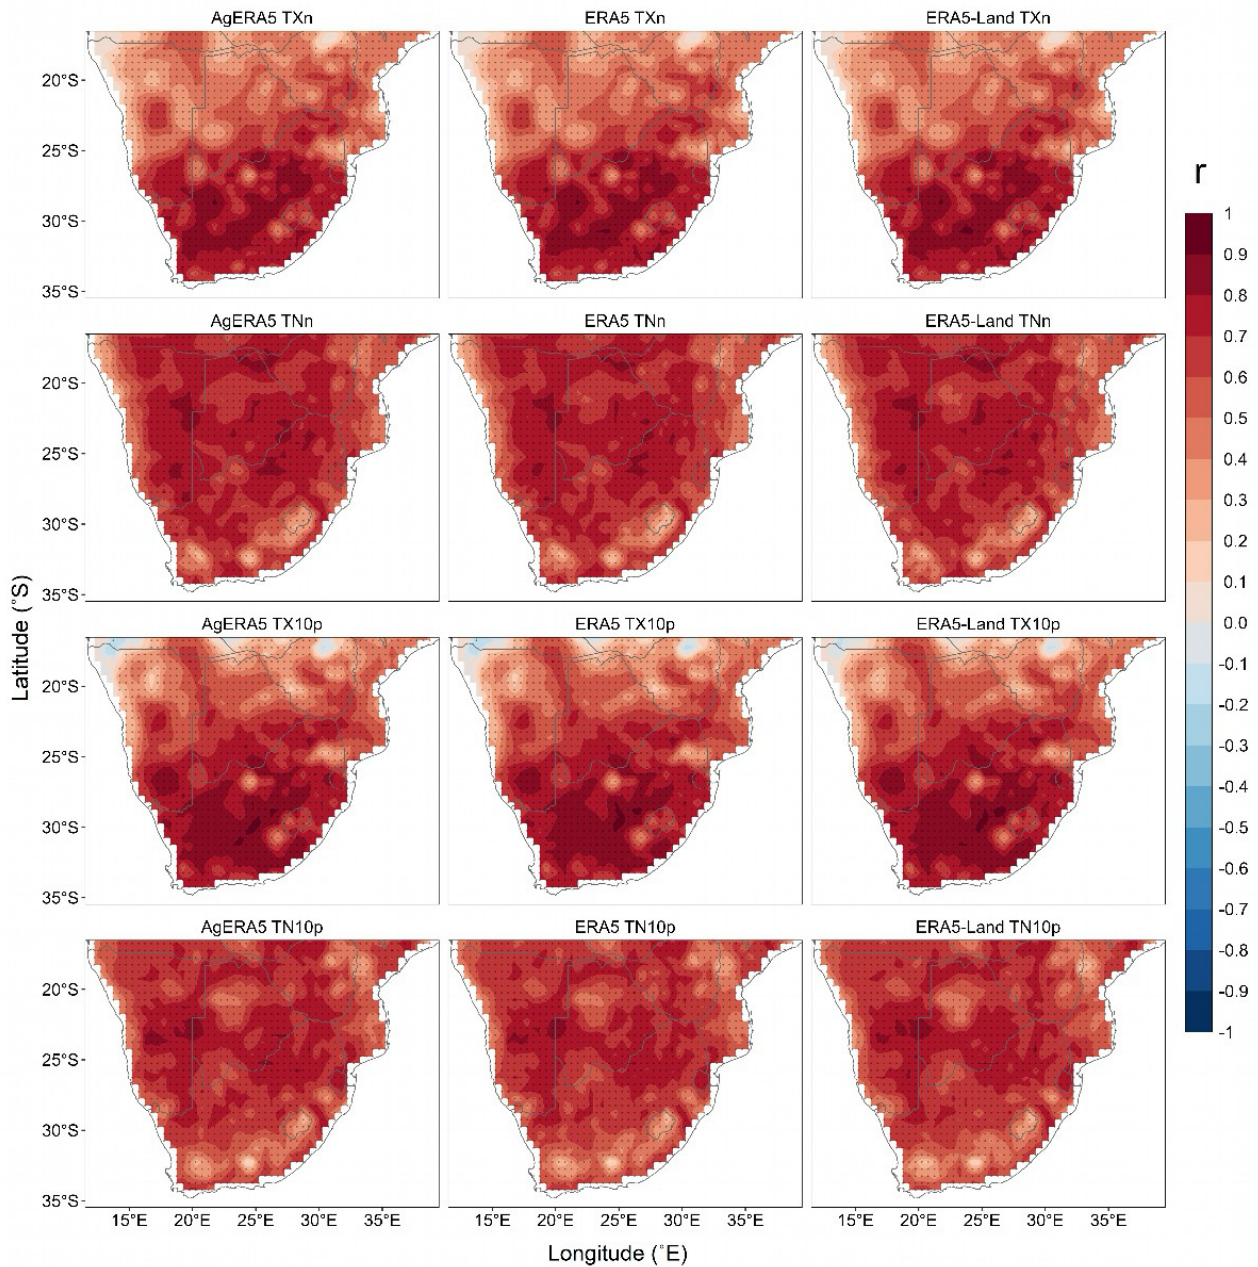 AgERA5 TXn
ERA5 TXn
ERA5-Land TXn
20°S
25°S
30°S
35°S
r
1
0.9
0.8
0.7
0.6
0.5
0.4
0.3
0.2
0.1
0.0
-0.1
-0.2
-0.3
-0.4
-0.5
-0.6
-0.7
-0.8
-0.9
-1
AgERA5 TNn
ERA5 TNn
ERA5-Land TNn
20°S
25°S
30°S
35°S
Latitude (°S)
AgERA5 TX10p
ERA5 TX10p
ERA5-Land TX10p
20°S
25°S
30°S
35°S
AgERA5 TN10p
ERA5 TN10p
ERA5-Land TN10p
20°S
25°S
30°S
35°S
15°E 20°E 25°E 30°E 35°E
15°E 20°E 25°E 30°E 35°E
15°E 20°E 25°E 30°E 35°E
Longitude (°E)